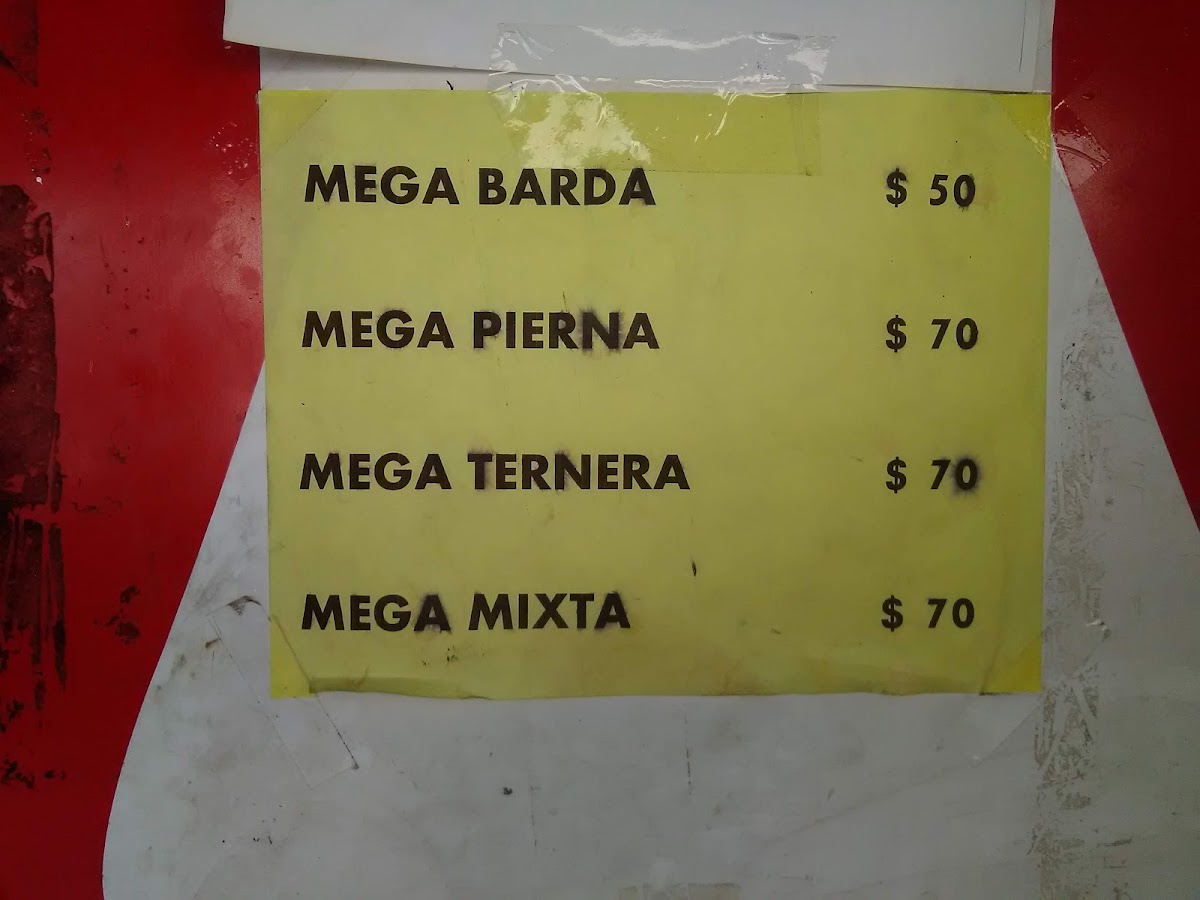 MEGA BARDA $ 50
MEGA PIERNA $ 70
MEGA TERNERA $ 70
MEGA MIXTA $ 70